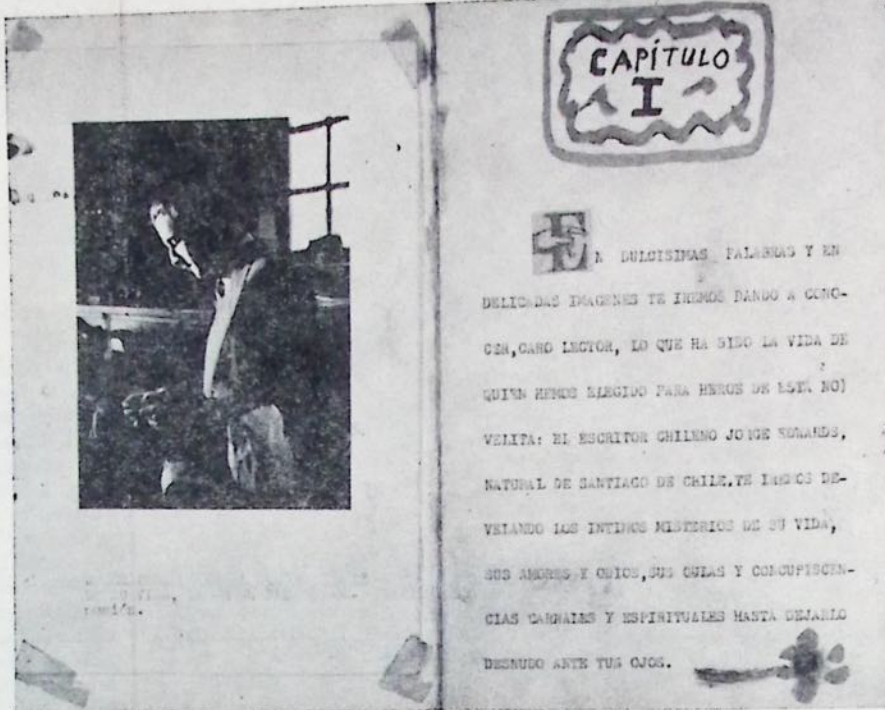 remién.
CAPÍTULO
I
EN DULCISIMAS PALABRAS Y EN
DELICADAS IMAGENES TE IREMOS DANDO A CONO-
CER, CARO LECTOR, LO QUE HA SIDO LA VIDA DE
QUIEN HEMOS ELEGIDO PARA HEROE DE ESTA NO)
VELITA: EL ESCRITOR CHILENO JORGE EDWARDS,
NATURAL DE SANTIAGO DE CHILE. TE IREMOS DE-
VELANDO LOS INTIMOS MISTERIOS DE SU VIDA,
SUS AMORES Y ODIOS, SUS GULAS Y CONCUPISCEN-
CIAS CARNALES Y ESPIRITUALES HASTA DEJARLO
DESNUDO ANTE TUS OJOS.